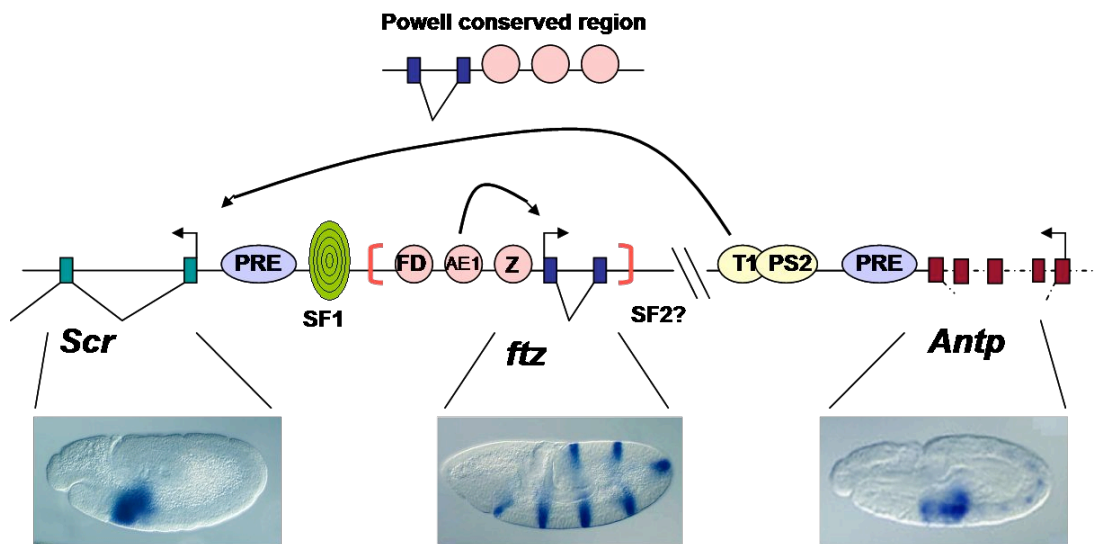 Powell conserved region
PRE FD AE1 Z T1 PS2 PRE
SF1 SF2?
Scr ftz Antp